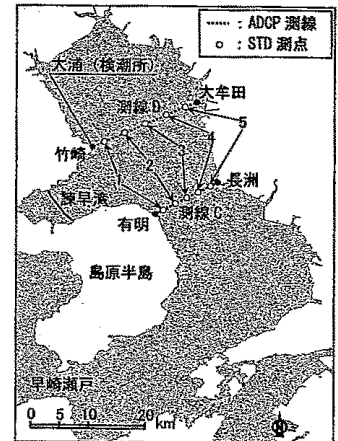 : ADCP 測線
: STD 測点
大浦 (検潮所)
大牟田
測線D
5
4
竹崎
2
3
1
長洲
諫早湾
測線C
有明
島原半島
早崎瀬戸
0 5 10 20 km
N